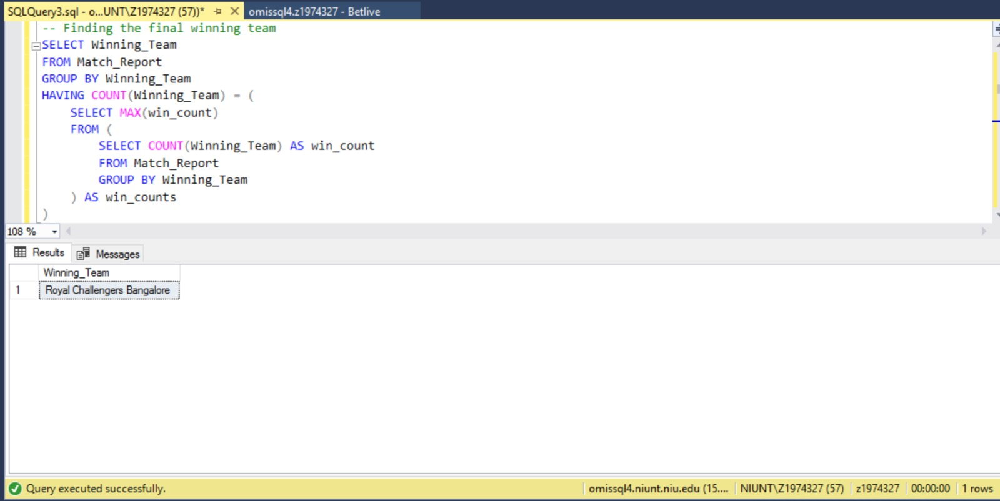 SQLQuery3.sql - o...UNT\Z1974327 (57))* omissql4.z1974327 - Betlive
-- Finding the final winning team
SELECT Winning_Team
FROM Match_Report
GROUP BY Winning_Team
HAVING COUNT(Winning_Team) = (
    SELECT MAX(win_count)
    FROM (
        SELECT COUNT(Winning_Team) AS win_count
        FROM Match_Report
        GROUP BY Winning_Team
    ) AS win_counts
)
108 %
Results Messages
Winning_Team
1 Royal Challengers Bangalore
Query executed successfully. omissql4.niunt.niu.edu (15.... NIUNT\Z1974327 (57) z1974327 00:00:00 1 rows